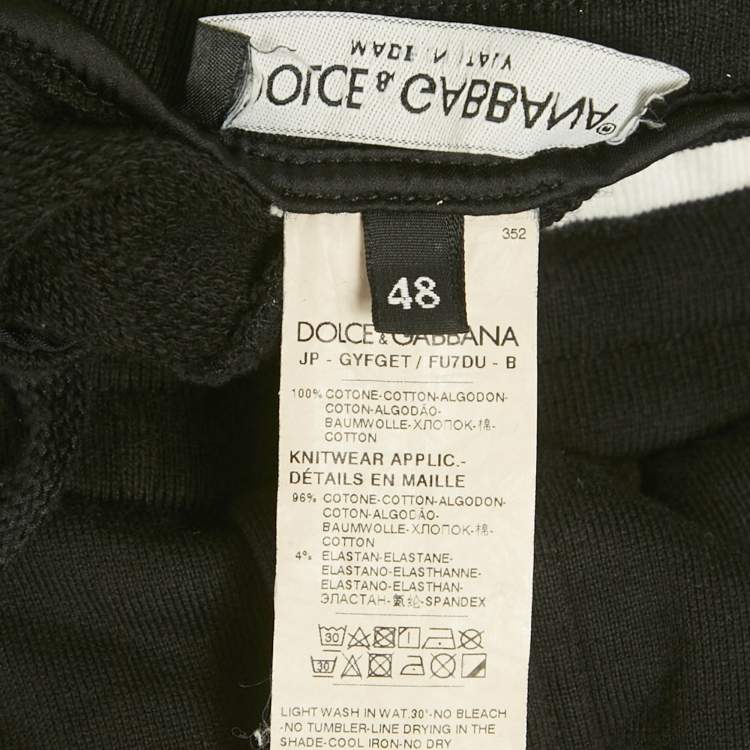 MADE IN ITALY
DOLCE & GABBANA
352
48
DOLCE & GABBANA
JP - GYFGET / FU7DU - B
100% COTONE-COTTON-ALGODON-
COTON-ALGODÃO-
BAUMWOLLE-ХЛОПОК-棉-
COTTON
KNITWEAR APPLIC.-
DÉTAILS EN MAILLE
96% COTONE-COTTON-ALGODON-
COTON-ALGODÃO-
BAUMWOLLE-ХЛОПОК-棉-
COTTON
4% ELASTAN-ELASTANE-
ELASTANO-ELASTHANNE-
ELASTANO-ELASTHAN-
ЭЛАСТАН-氨纶-SPANDEX
30
30
LIGHT WASH IN WAT.30°-NO BLEACH
-NO TUMBLER-LINE DRYING IN THE
SHADE-COOL IRON-NO DRY